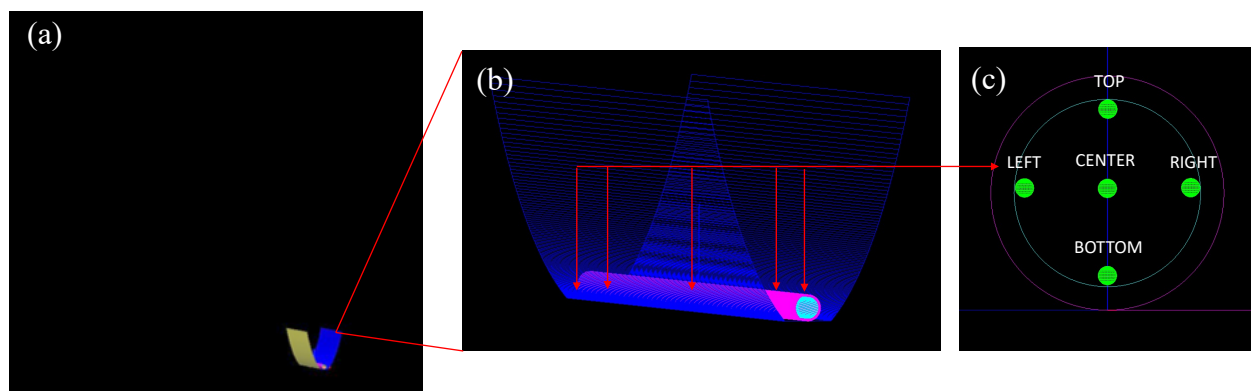 (a)
(b)
(c)
TOP
LEFT
CENTER
RIGHT
BOTTOM